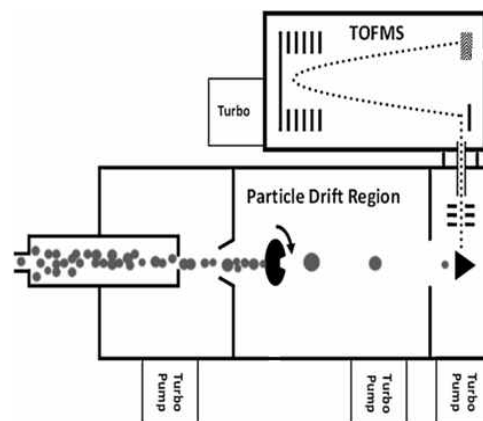 TOFMS
Turbo
Particle Drift Region
Turbo
Pump
Turbo
Pump
Turbo
Pump